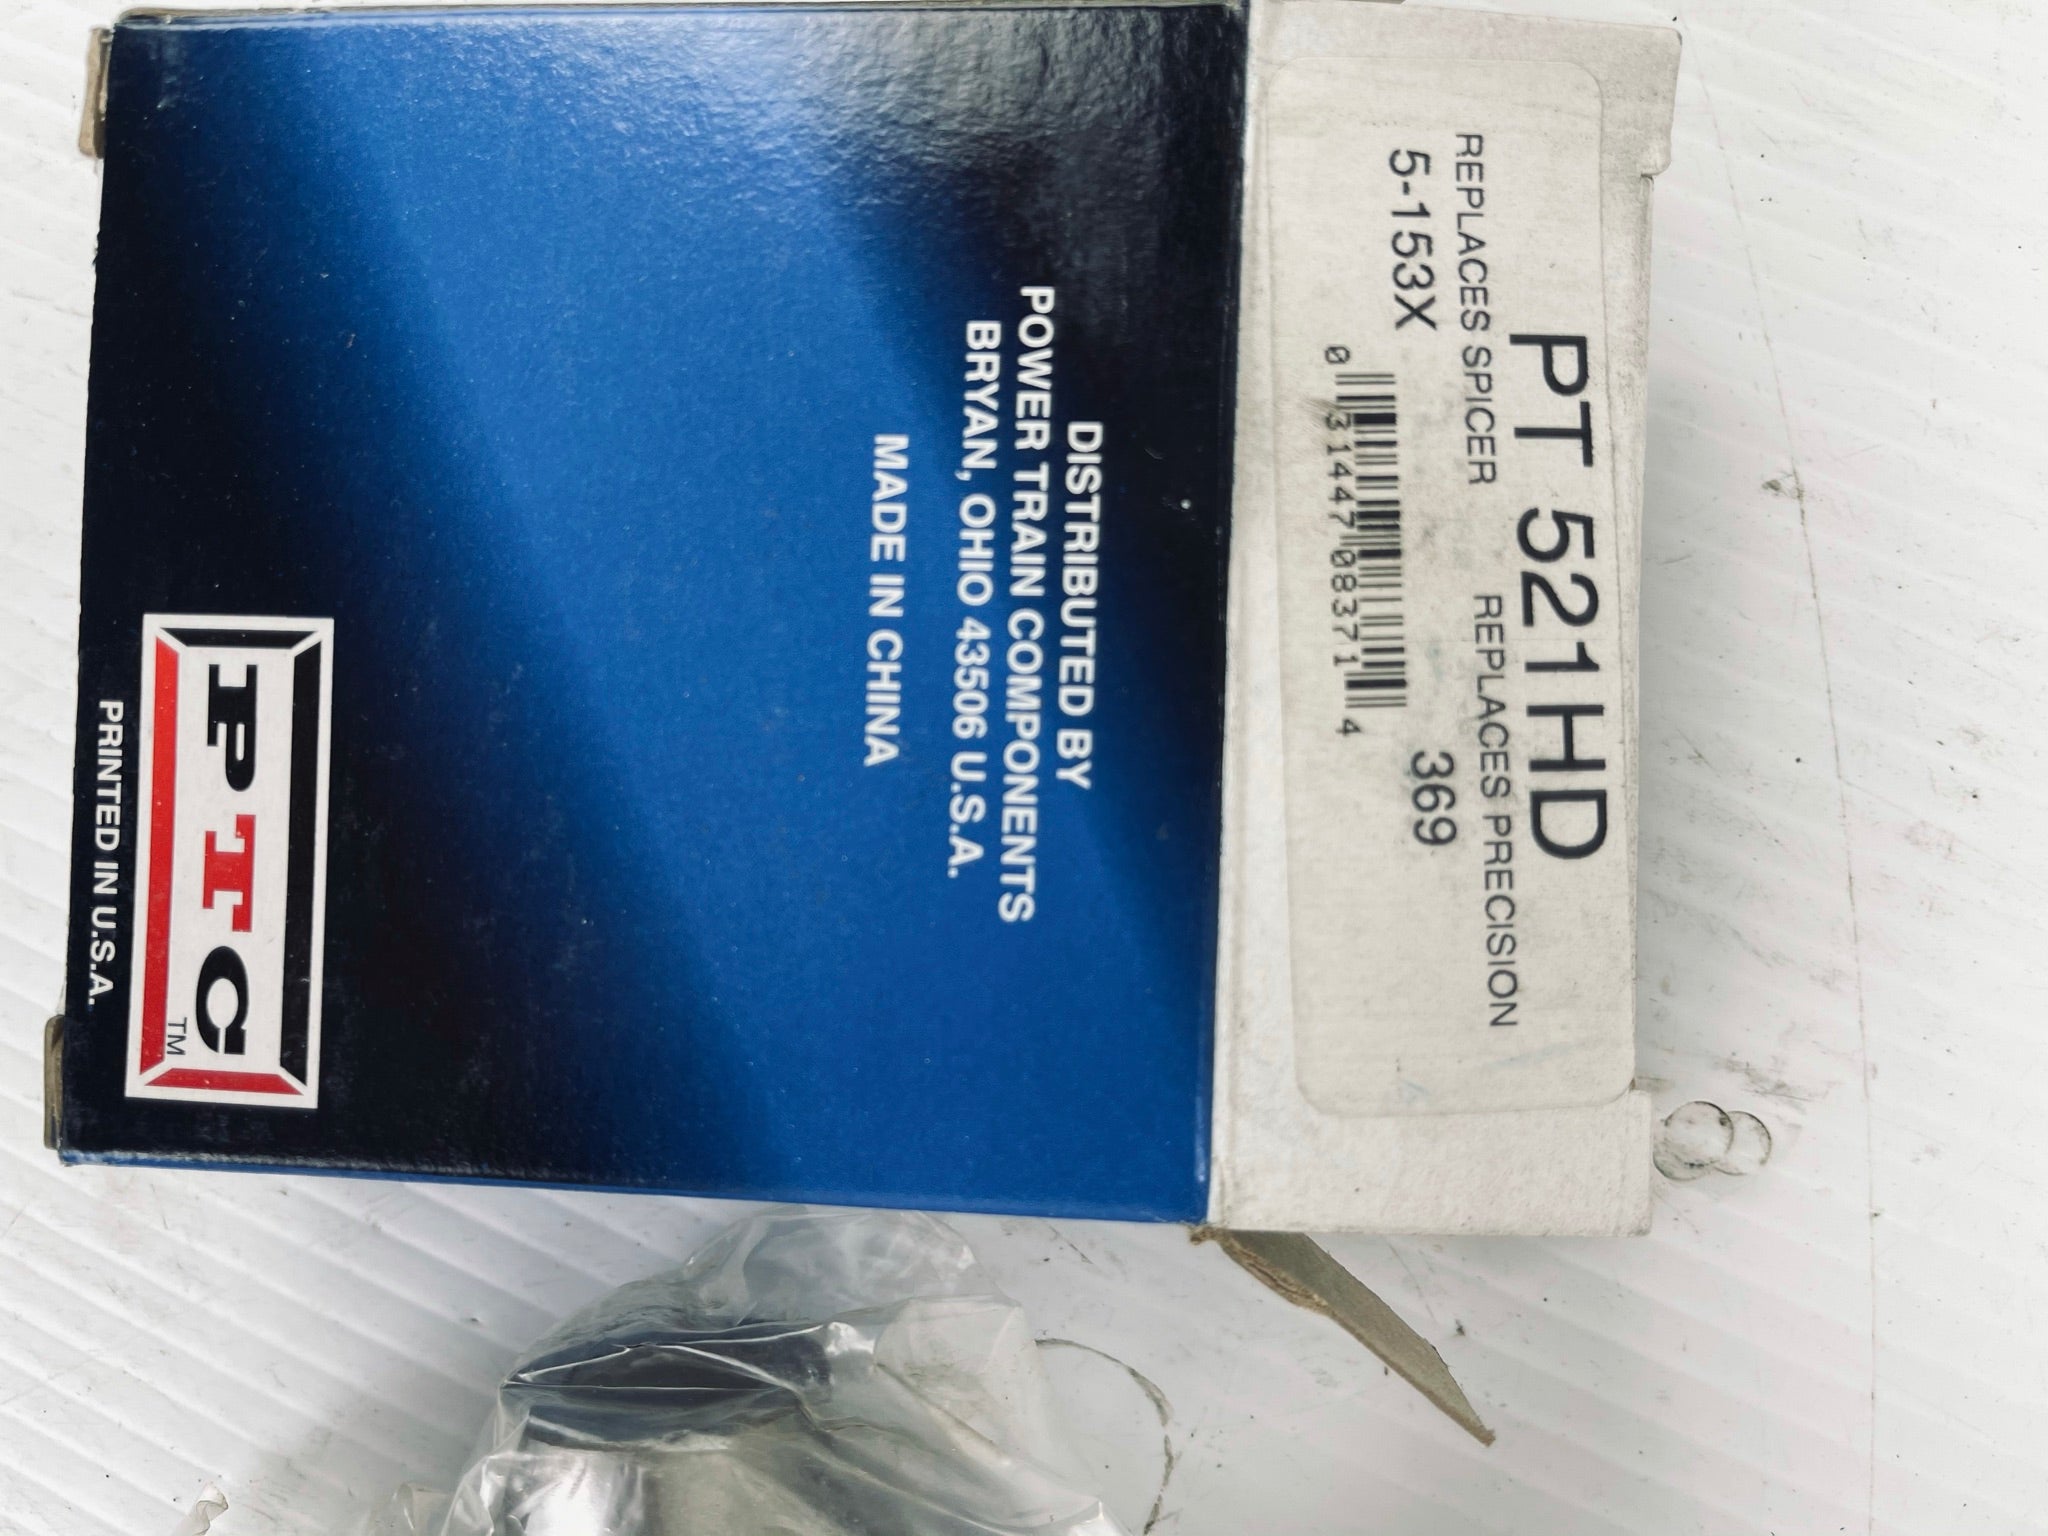 PT 521HD
REPLACES SPICER
REPLACES PRECISION
5-153X
369
0 31447 08371 4
DISTRIBUTED BY
POWER TRAIN COMPONENTS
BRYAN, OHIO 43506 U.S.A.
MADE IN CHINA
PTC
TM
PRINTED IN U.S.A.